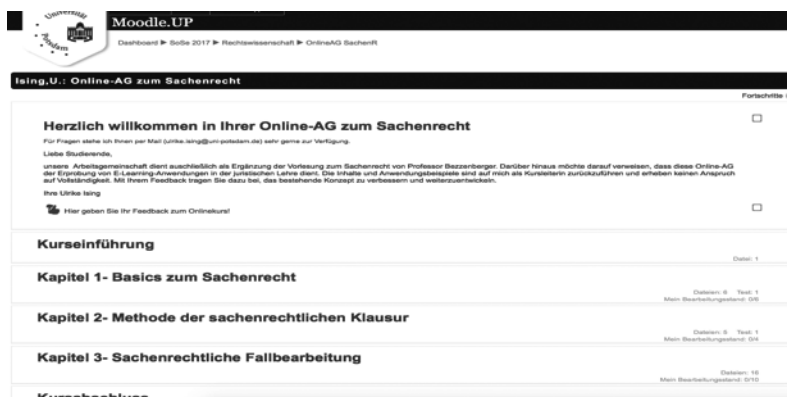 Universität
Potsdam
Moodle.UP
Dashboard ► SoSe 2017 ► Rechtswissenschaft ► OnlineAG SachenR
Ising,U.: Online-AG zum Sachenrecht
Fortschritte
Herzlich willkommen in Ihrer Online-AG zum Sachenrecht
Für Fragen stehe ich Ihnen per Mail (ulrike.ising@uni-potsdam.de) sehr gerne zur Verfügung.
Liebe Studierende,
unsere Arbeitsgemeinschaft dient auschließlich als Ergänzung der Vorlesung zum Sachenrecht von Professor Bezzenberger. Darüber hinaus möchte darauf verweisen, dass diese Online-AG
der Erprobung von E-Learning-Anwendungen in der juristischen Lehre dient. Die Inhalte und Anwendungsbeispiele sind auf mich als Kursleiterin zurückzuführen und erheben keinen Anspruch
auf Vollständigkeit. Mit Ihrem Feedback tragen Sie dazu bei, das bestehende Konzept zu verbessern und weiterzuentwickeln.
Ihre Ulrike Ising
Hier geben Sie Ihr Feedback zum Onlinekurs!
Kurseinführung
Datei: 1
Kapitel 1- Basics zum Sachenrecht
Dateien: 6 Test: 1
Mein Bearbeitungsstand: 0/6
Kapitel 2- Methode der sachenrechtlichen Klausur
Dateien: 5 Test: 1
Mein Bearbeitungsstand: 0/4
Kapitel 3- Sachenrechtliche Fallbearbeitung
Dateien: 16
Mein Bearbeitungsstand: 0/10
Kursabschluss